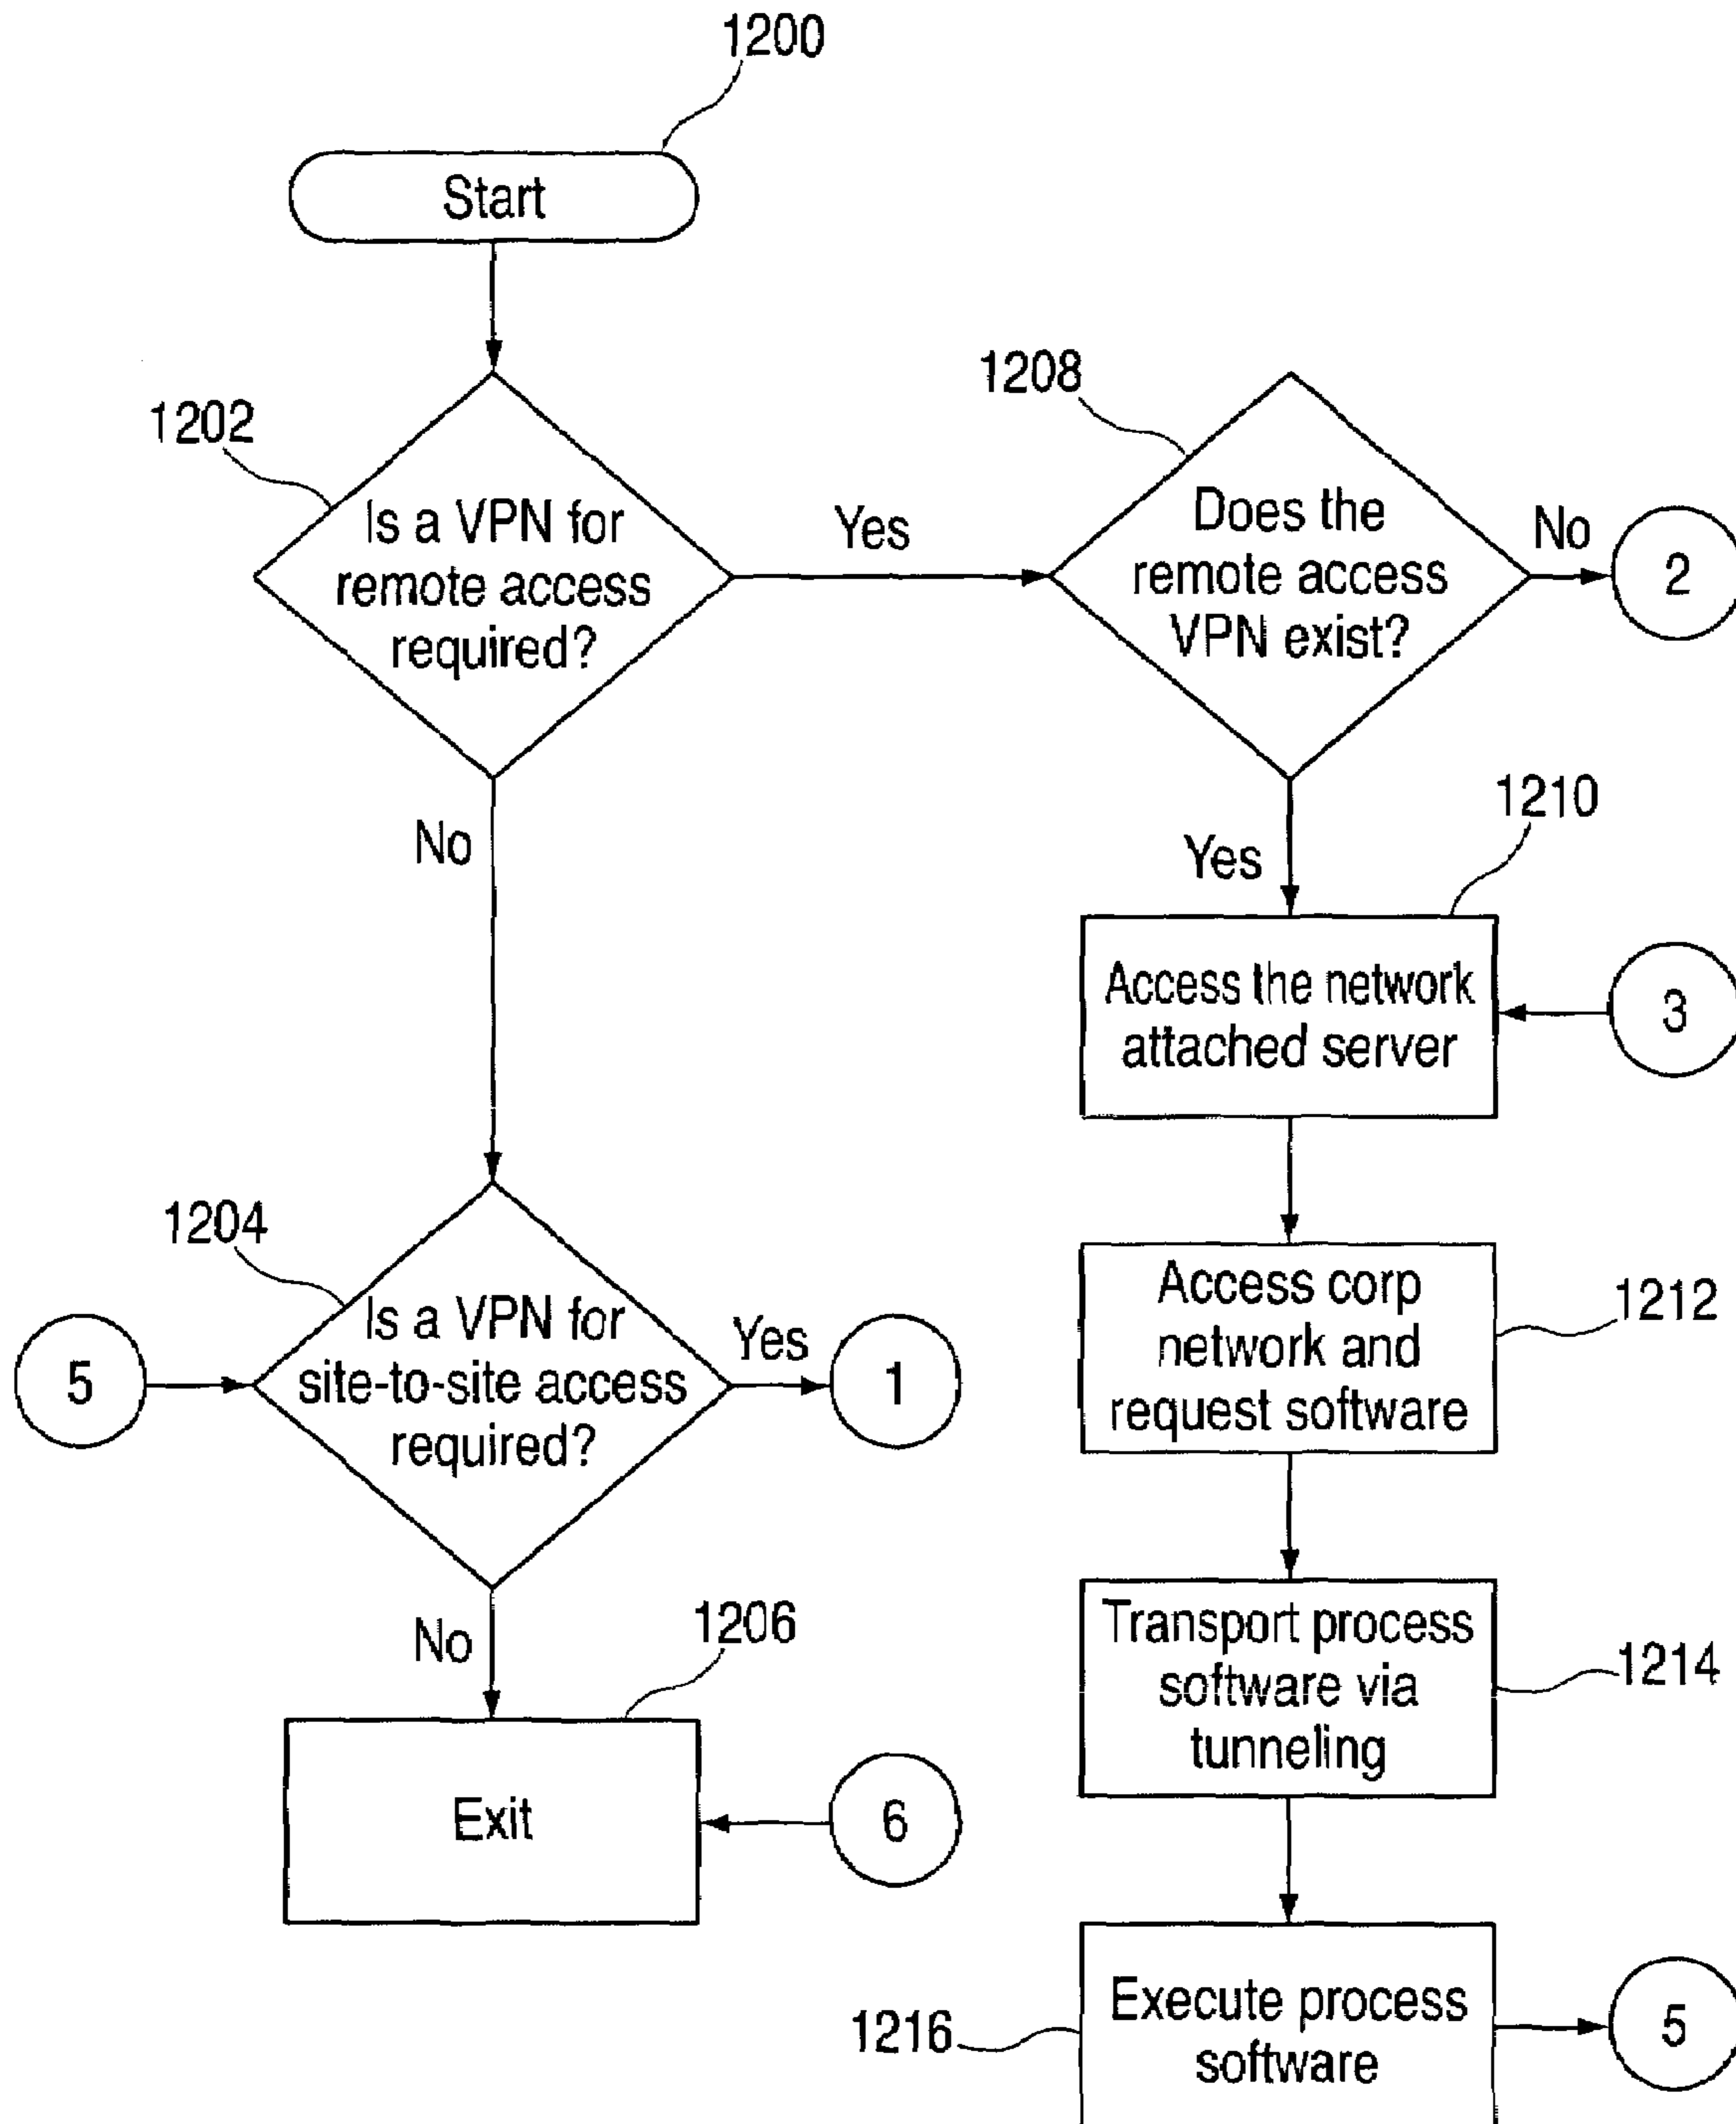 1200
Start
1202
Is a VPN for
remote access
required?
Yes
1208
Does the
remote access
VPN exist?
No
2
No
Yes
1210
Access the network
attached server
3
1204
Is a VPN for
site-to-site access
required?
5
Yes
1
1212
Access corp
network and
request software
No
1206
Exit
6
Transport process
software via
tunneling
1214
1216
Execute process
software
5